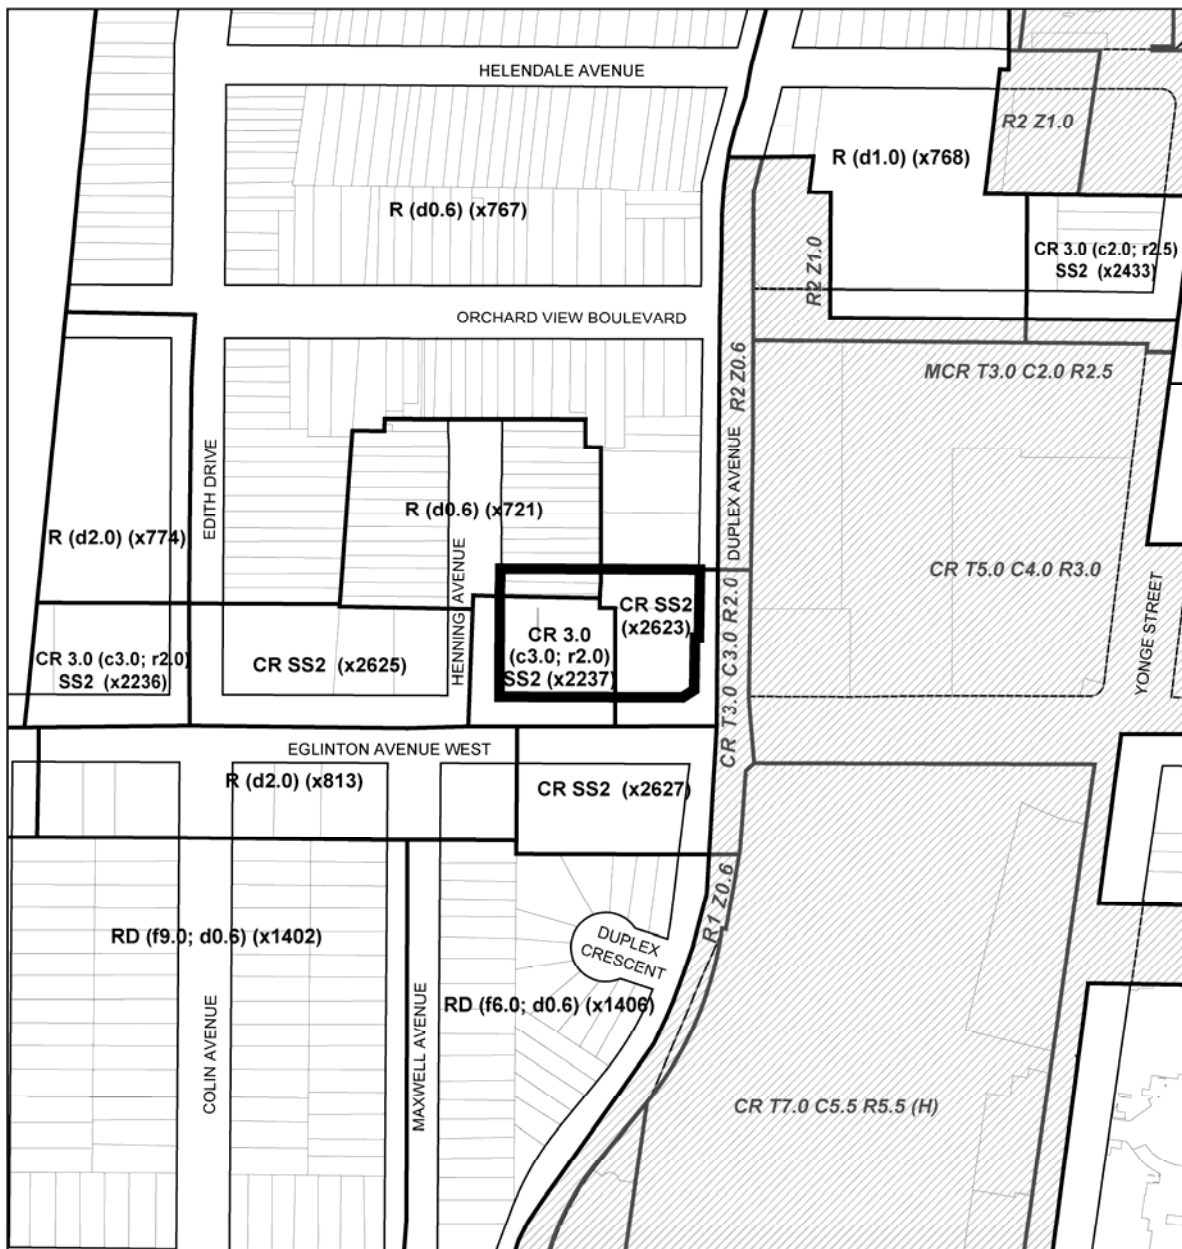 HELENDALE AVENUE
R2 Z1.0
R (d1.0) (x768)
R (d0.6) (x767)
CR 3.0 (c2.0; r2.5)
SS2 (x2433)
R2 Z1.0
ORCHARD VIEW BOULEVARD
R2 Z0.6
MCR T3.0 C2.0 R2.5
EDITH DRIVE
DUPLEX AVENUE
R (d0.6) (x721)
R (d2.0) (x774)
HENNING AVENUE
CR T5.0 C4.0 R3.0
YONGE STREET
CR SS2
(x2623)
CR 3.0
(c3.0; r2.0)
SS2 (x2237)
CR T3.0 C3.0 R2.0
CR 3.0 (c3.0; r2.0)
SS2 (x2236)
CR SS2 (x2625)
EGLINTON AVENUE WEST
R (d2.0) (x813)
CR SS2 (x2627)
R1 Z0.6
RD (f9.0; d0.6) (x1402)
DUPLEX
CRESCENT
RD (f6.0; d0.6) (x1406)
COLIN AVENUE
MAXWELL AVENUE
CR T7.0 C5.5 R5.5 (H)